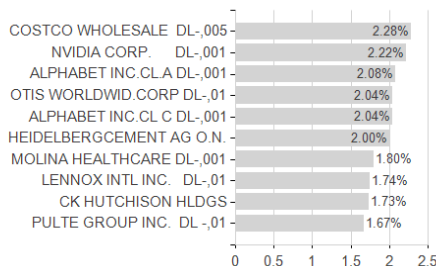 COSTCO WHOLESALE DL-,005 2.28%
NVIDIA CORP. DL-,001 2.22%
ALPHABET INC.CL.A DL-,001 2.08%
OTIS WORLDWID.CORP DL-,01 2.04%
ALPHABET INC.CL C DL-,001 2.04%
HEIDELBERGCEMENT AG O.N. 2.00%
MOLINA HEALTHCARE DL-,001 1.80%
LENNOX INTL INC. DL-,01 1.74%
CK HUTCHISON HLDGS 1.73%
PULTE GROUP INC. DL -,01 1.67%
0 0.5 1 1.5 2 2.5